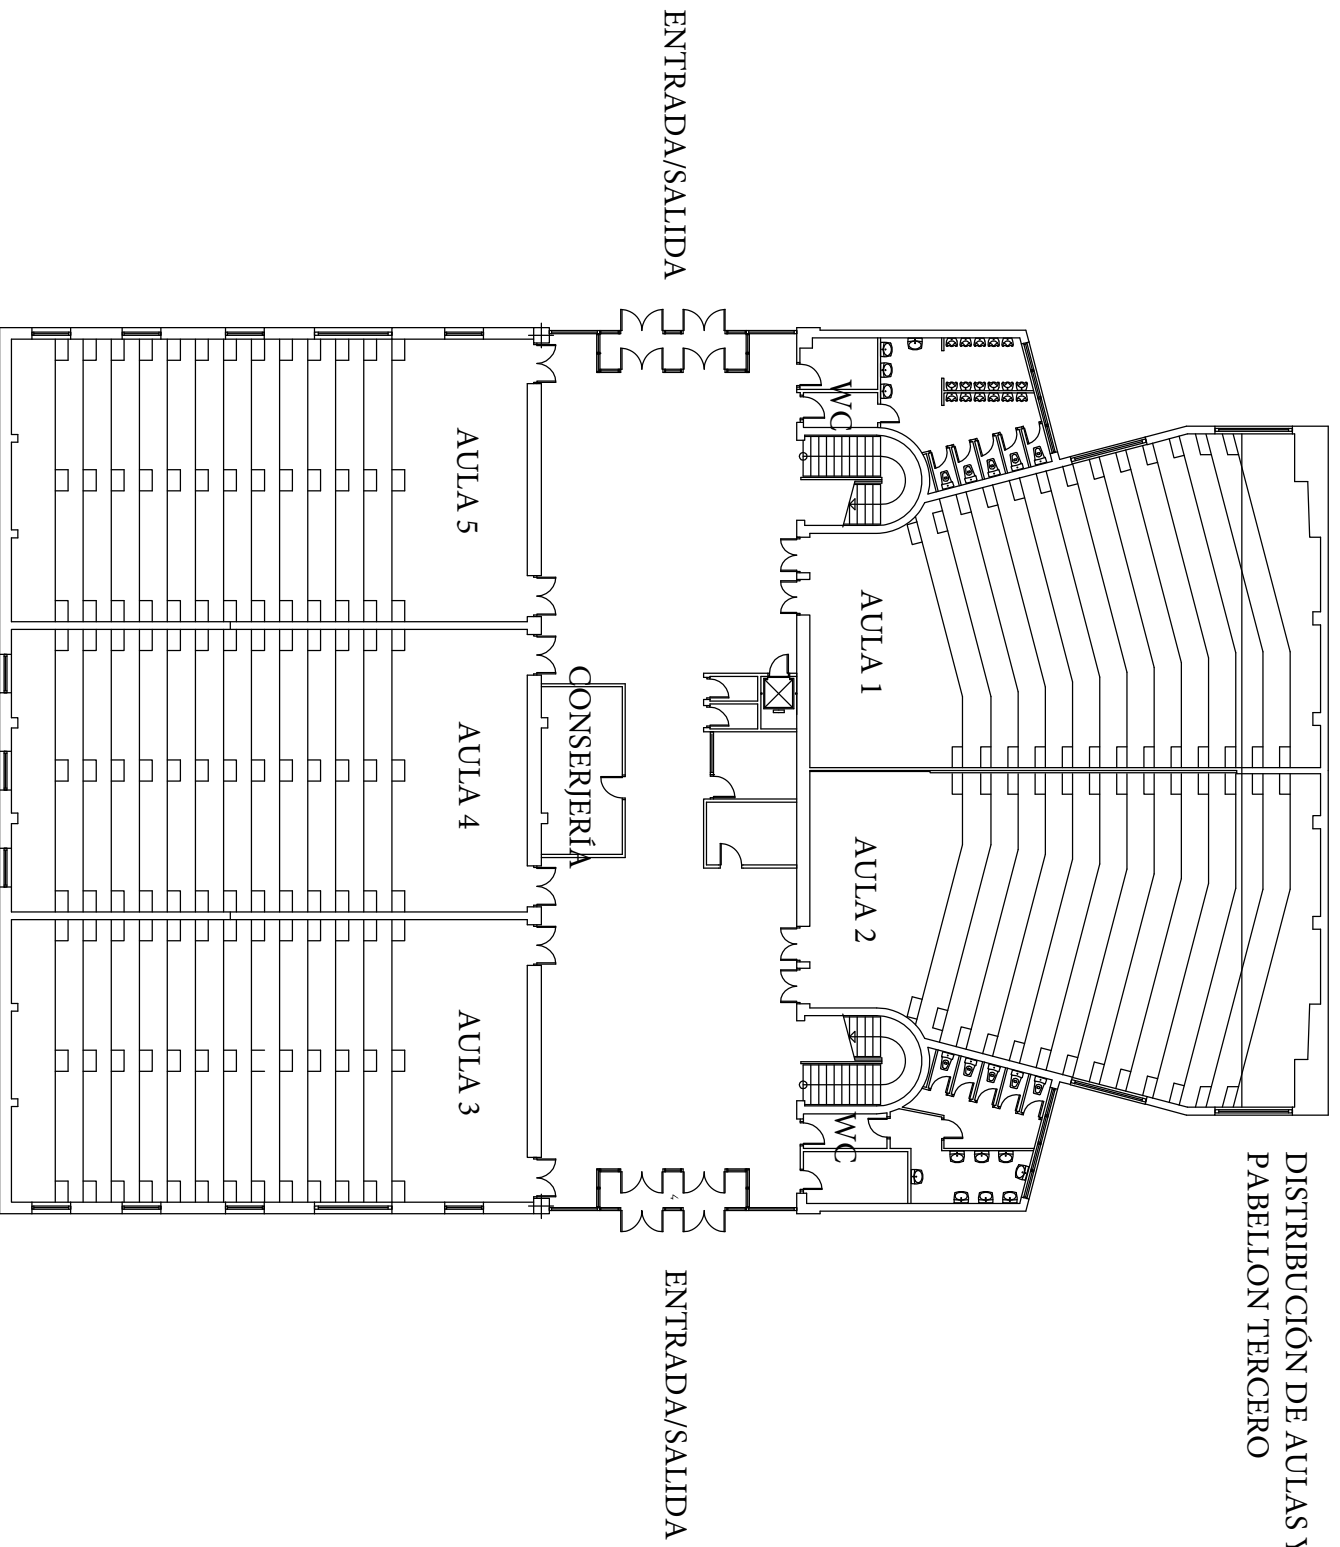 DISTRIBUCIÓN DE AULAS Y
PABELLON TERCERO
ENTRADA/SALIDA
WC
AULA 1
AULA 2
WC
CONSERJERÍA
AULA 5
AULA 4
AULA 3
ENTRADA/SALIDA